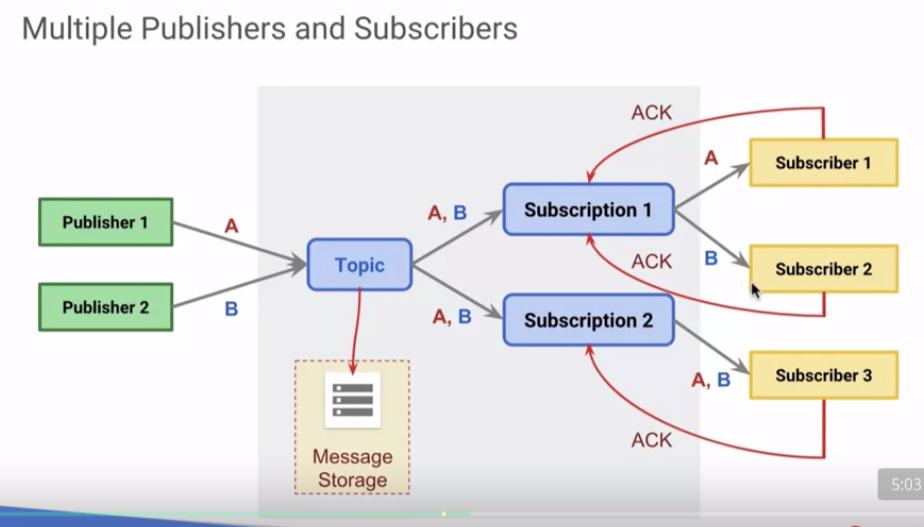 Multiple Publishers and Subscribers
ACK
A
Subscriber 1
Publisher 1
A
A, B
Subscription 1
Topic
ACK
B
Subscriber 2
Publisher 2
B
A, B
Subscription 2
A, B
Subscriber 3
ACK
Message
Storage
5:03